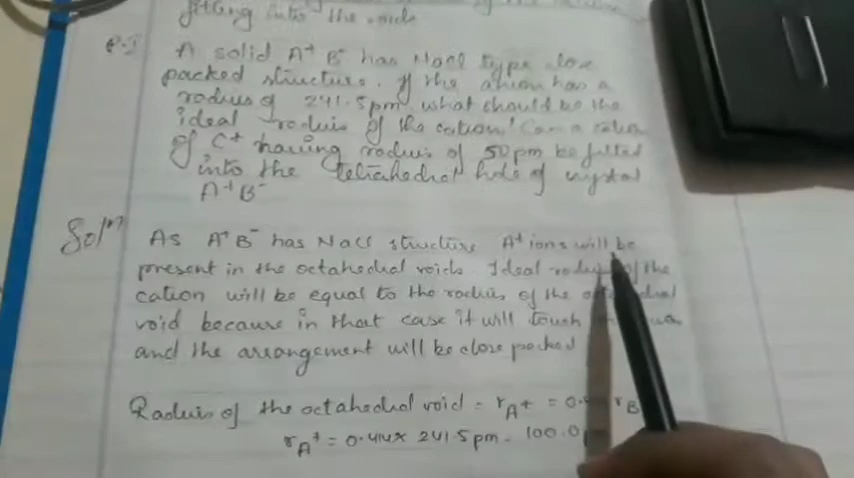 fitting into the voids
A solid A⁺ B⁻ has NaCl type close
packed structure. If the anion has a
radius of 241.5pm what should be the
ideal radius of the cation? Can a cation
of C⁺ having radius of 50pm be fitted
into the tetrahedral hole of crystal
A⁺B⁻
Solⁿ As A⁺B⁻ has NaCl structure A⁺ ions will be
present in the octahedral voids Ideal radius of the
cation will be equal to the radius of the octahedral
void because in that case it will touch
and the arrangement will be close packed
Radius of the octahedral void = rA⁺ = 0. rB
rA⁺ = 0.414× 241.5pm. 100.0